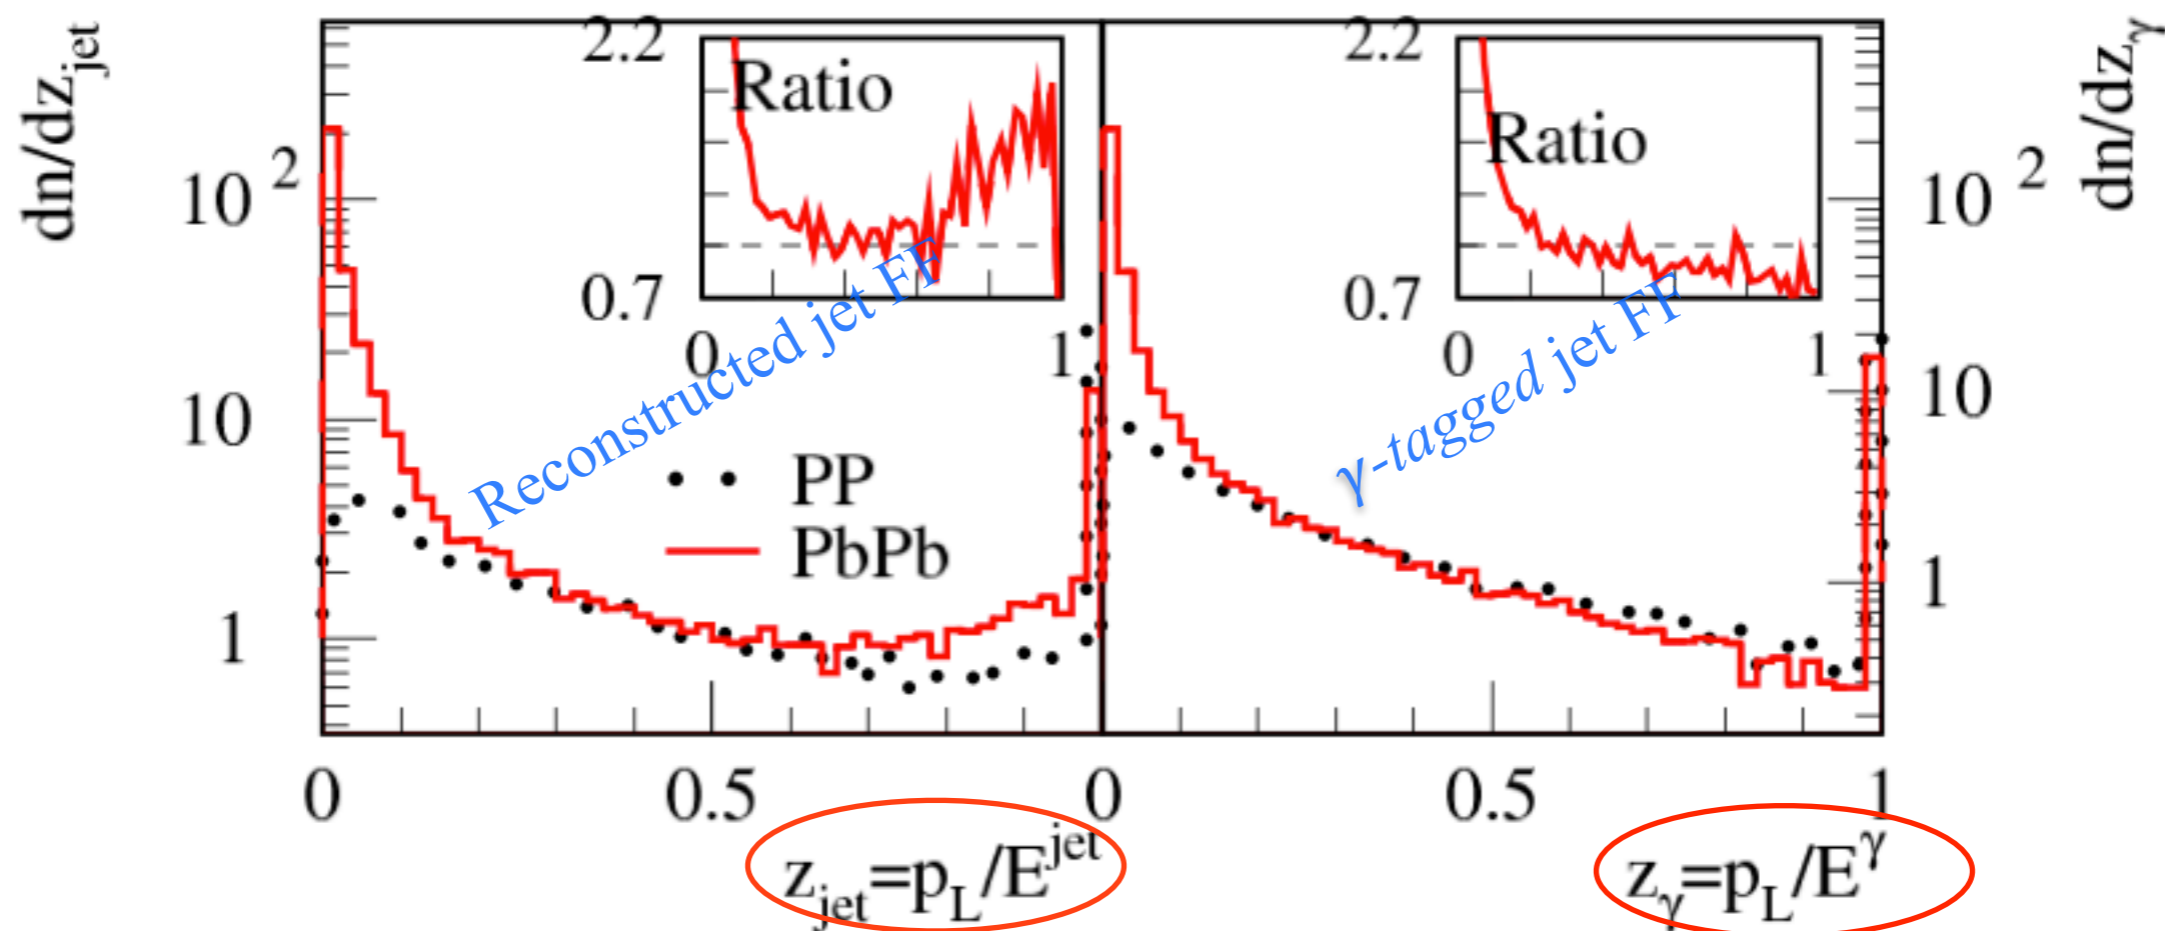 dn/dz_jet
10^2
10
1
2.2
Ratio
0.7
0
1
Reconstructed jet FF
PP
PbPb
0
0.5
z_jet=p_L/E^jet
2.2
Ratio
0.7
0
1
γ-tagged jet FF
0
0.5
1
z_γ=p_L/E^γ
10^2
10
1
dn/dz_γ